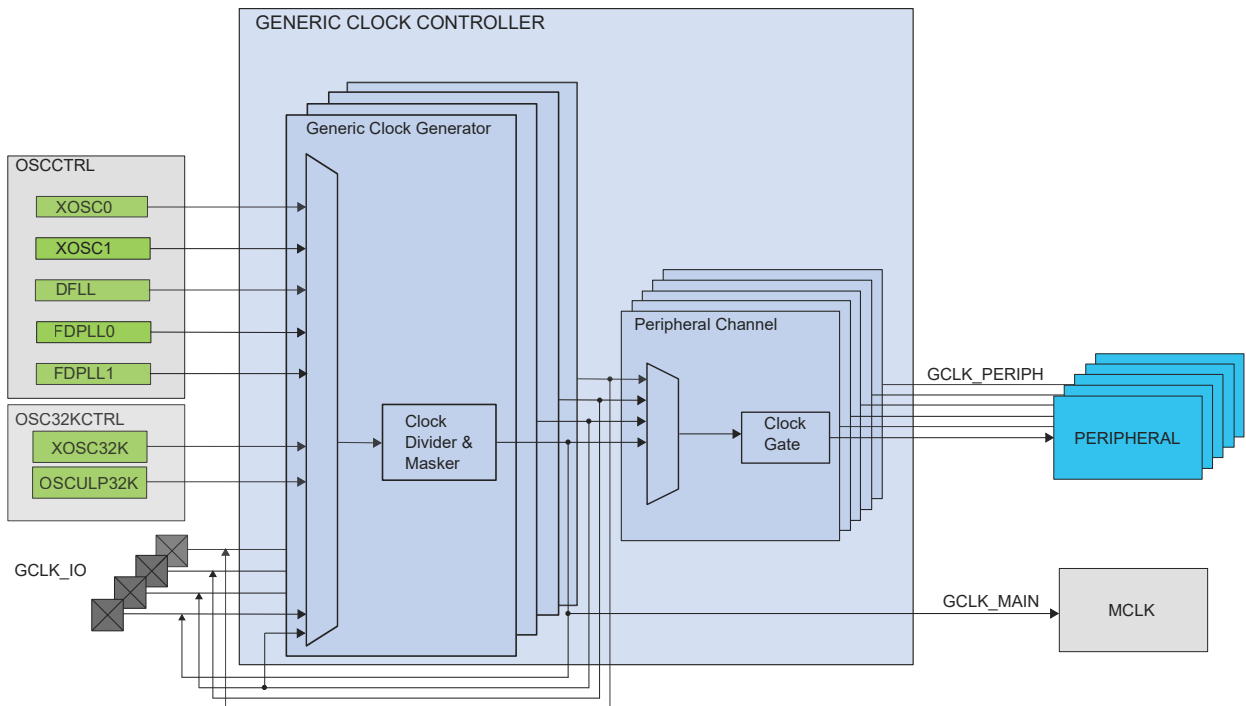 GENERIC CLOCK CONTROLLER
Generic Clock Generator
OSCCTRL
XOSC0
XOSC1
DFLL
FDPLL0
FDPLL1
OSC32KCTRL
XOSC32K
OSCULP32K
GCLK_IO
Clock
Divider &
Masker
Peripheral Channel
Clock
Gate
GCLK_PERIPH
PERIPHERAL
GCLK_MAIN
MCLK